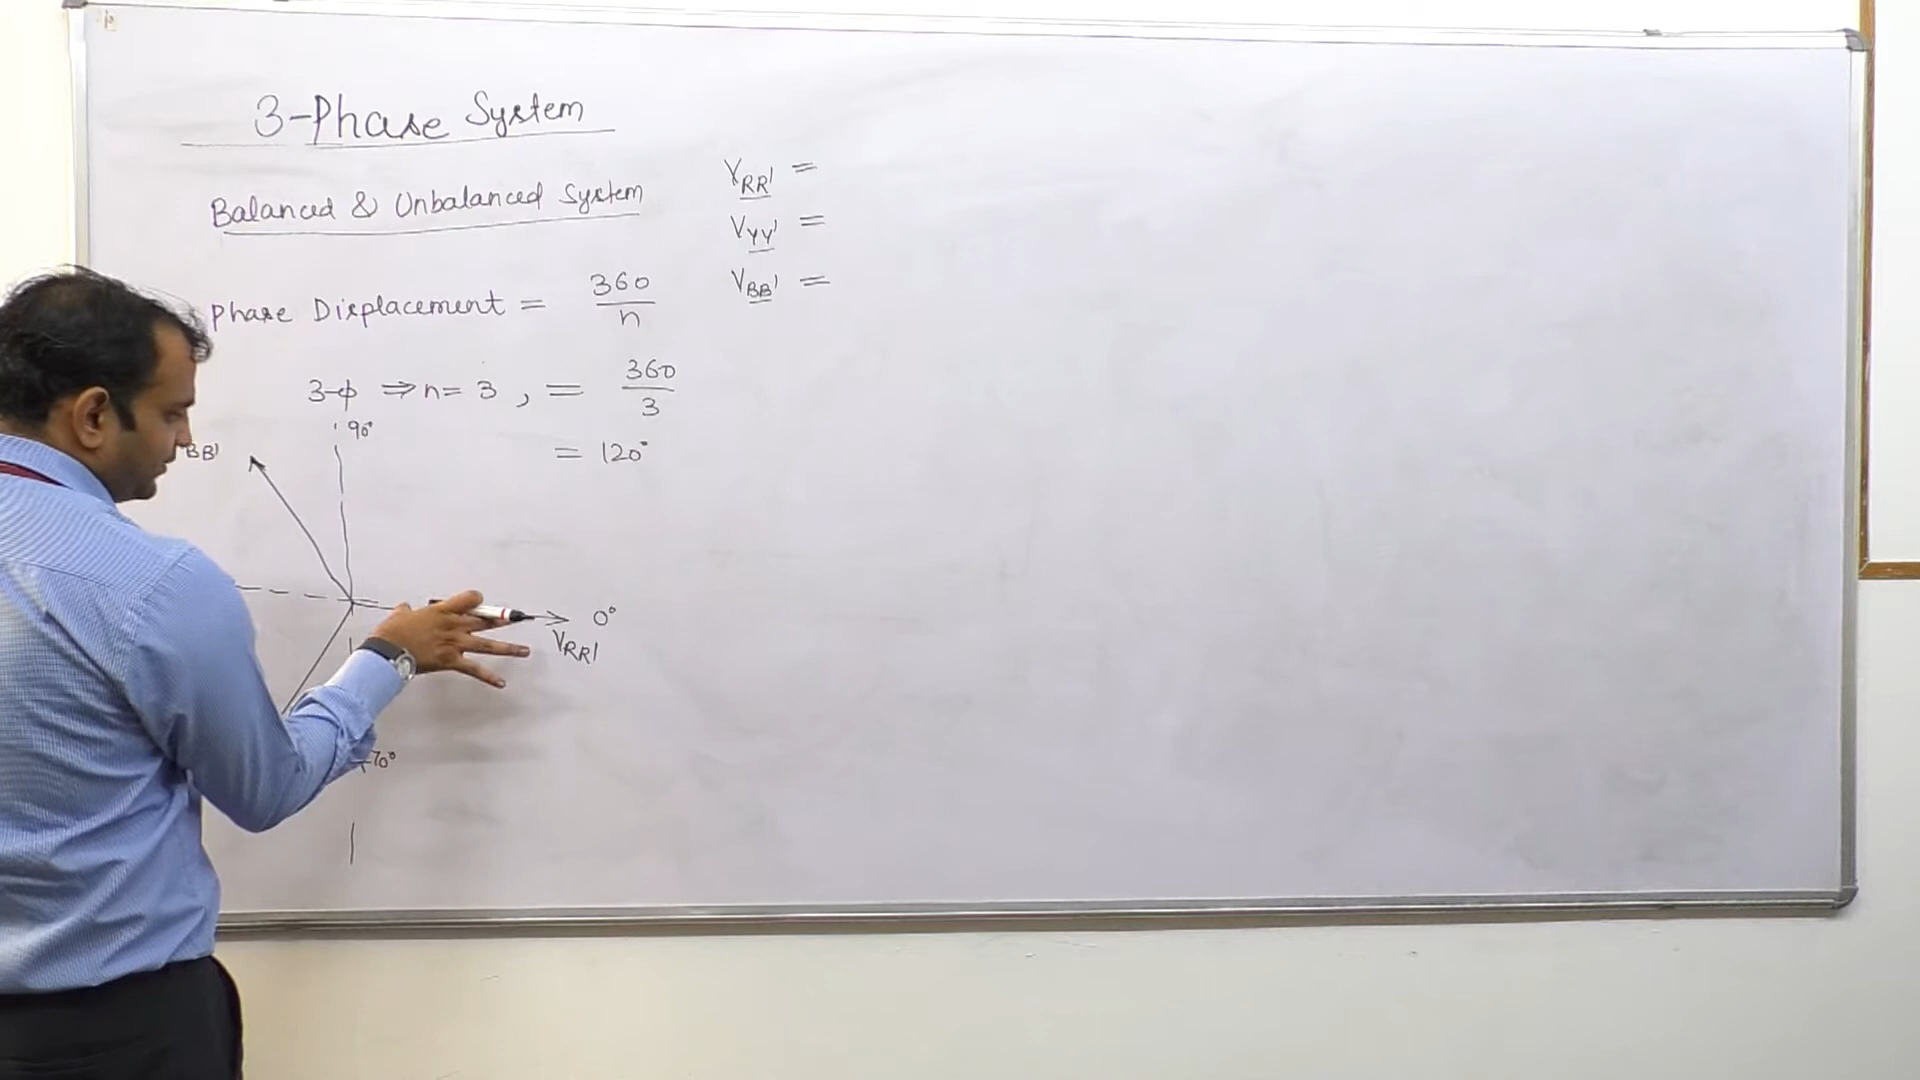 3-Phase System
Balanced & Unbalanced System
Phase Displacement = 360/n
3-ϕ ⇒ n= 3 , = 360/3
= 120°
V_RR' =
V_YY' =
V_BB' =
90°
BB'
0°
V_RR'
70°